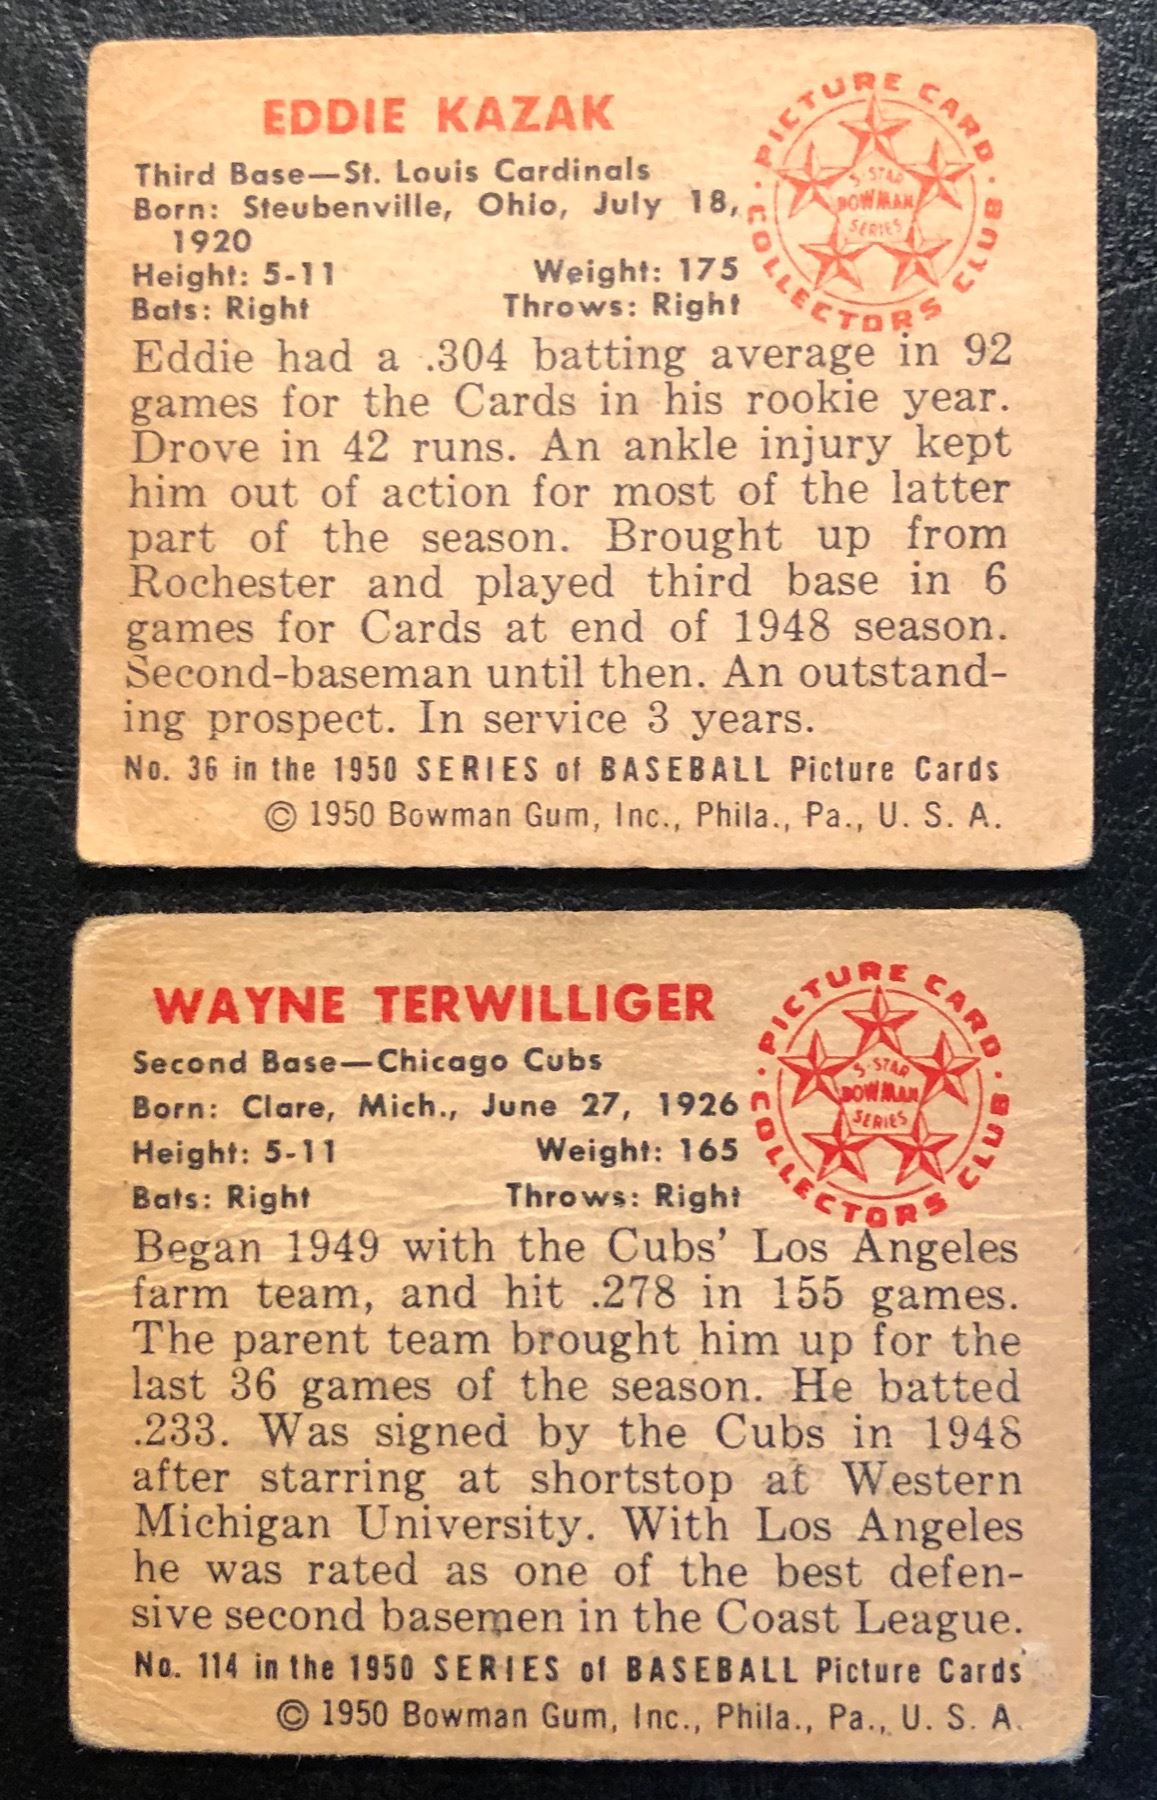 EDDIE KAZAK
Third Base—St. Louis Cardinals
Born: Steubenville, Ohio, July 18,
1920
Height: 5-11 Weight: 175
Bats: Right Throws: Right
PICTURE CARD COLLECTORS CLUB
5-STAR
BOWMAN
SERIES
Eddie had a .304 batting average in 92
games for the Cards in his rookie year.
Drove in 42 runs. An ankle injury kept
him out of action for most of the latter
part of the season. Brought up from
Rochester and played third base in 6
games for Cards at end of 1948 season.
Second-baseman until then. An outstand-
ing prospect. In service 3 years.
No. 36 in the 1950 SERIES of BASEBALL Picture Cards
© 1950 Bowman Gum, Inc., Phila., Pa., U. S. A.
WAYNE TERWILLIGER
Second Base—Chicago Cubs
Born: Clare, Mich., June 27, 1926
Height: 5-11 Weight: 165
Bats: Right Throws: Right
PICTURE CARD COLLECTORS CLUB
5-STAR
BOWMAN
SERIES
Began 1949 with the Cubs' Los Angeles
farm team, and hit .278 in 155 games.
The parent team brought him up for the
last 36 games of the season. He batted
.233. Was signed by the Cubs in 1948
after starring at shortstop at Western
Michigan University. With Los Angeles
he was rated as one of the best defen-
sive second basemen in the Coast League.
No. 114 in the 1950 SERIES of BASEBALL Picture Cards
© 1950 Bowman Gum, Inc., Phila., Pa., U. S. A.